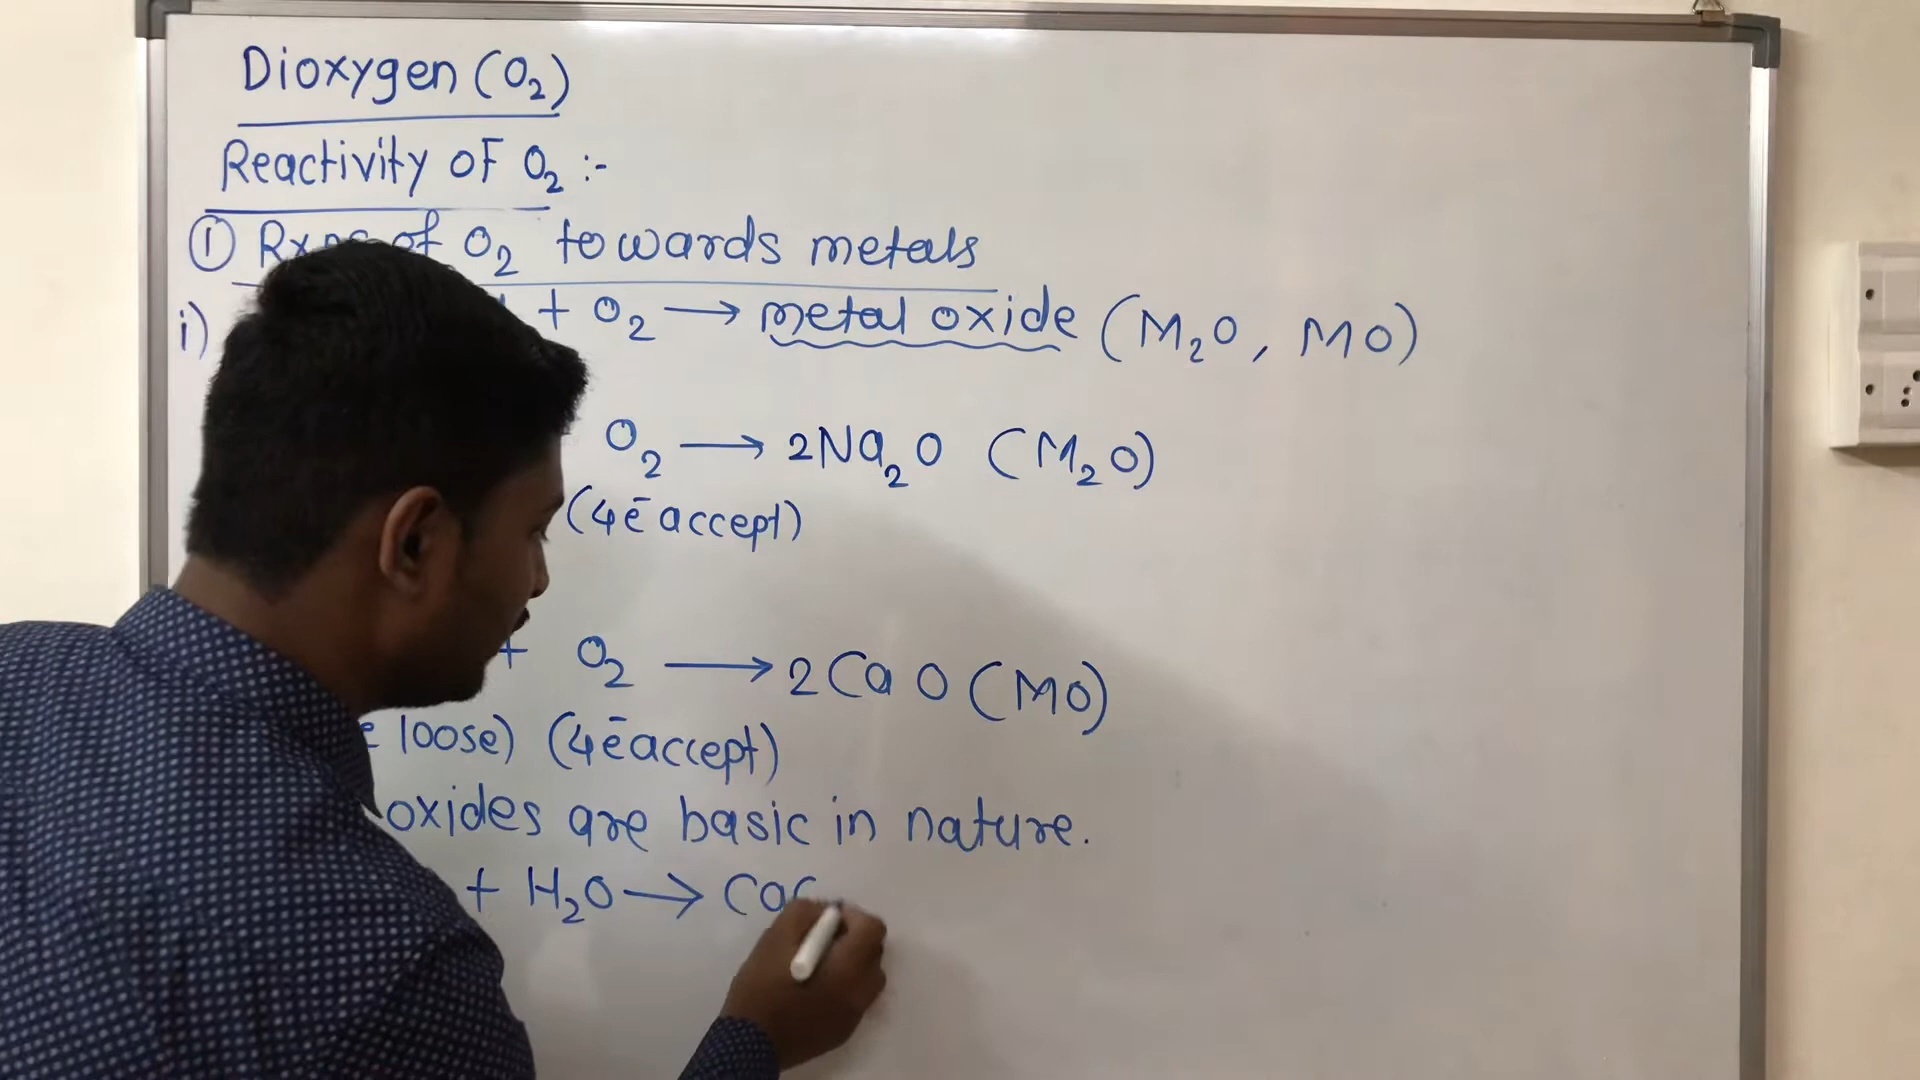 Dioxygen (O₂)
Reactivity of O₂ :-
① Rxns of O₂ towards metals
i) + O₂ → metal oxide (M₂O, MO)
O₂ → 2Na₂O (M₂O)
(4ē accept)
+ O₂ → 2CaO (MO)
loose) (4ē accept)
oxides are basic in nature.
+ H₂O → Ca